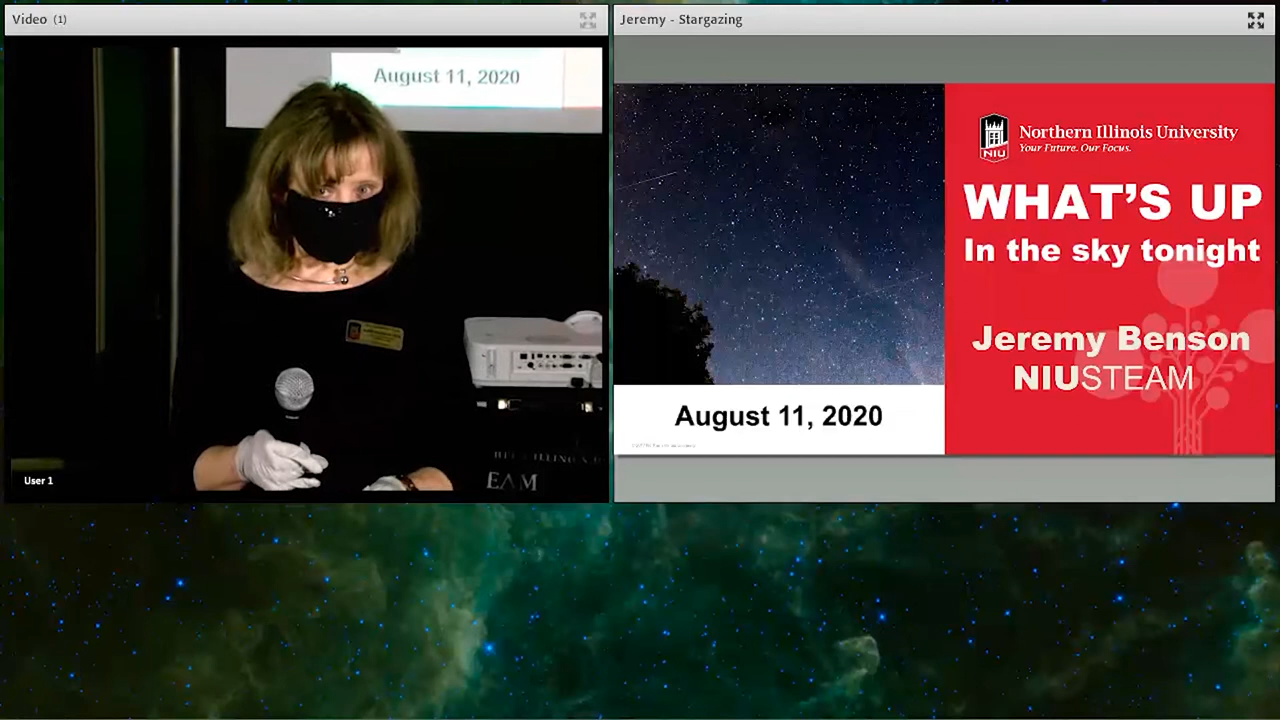 Video (1)
August 11, 2020
EAM
User 1
Jeremy - Stargazing
NIU
Northern Illinois University
Your Future. Our Focus.
WHAT'S UP
In the sky tonight
Jeremy Benson
NIUSTEAM
August 11, 2020